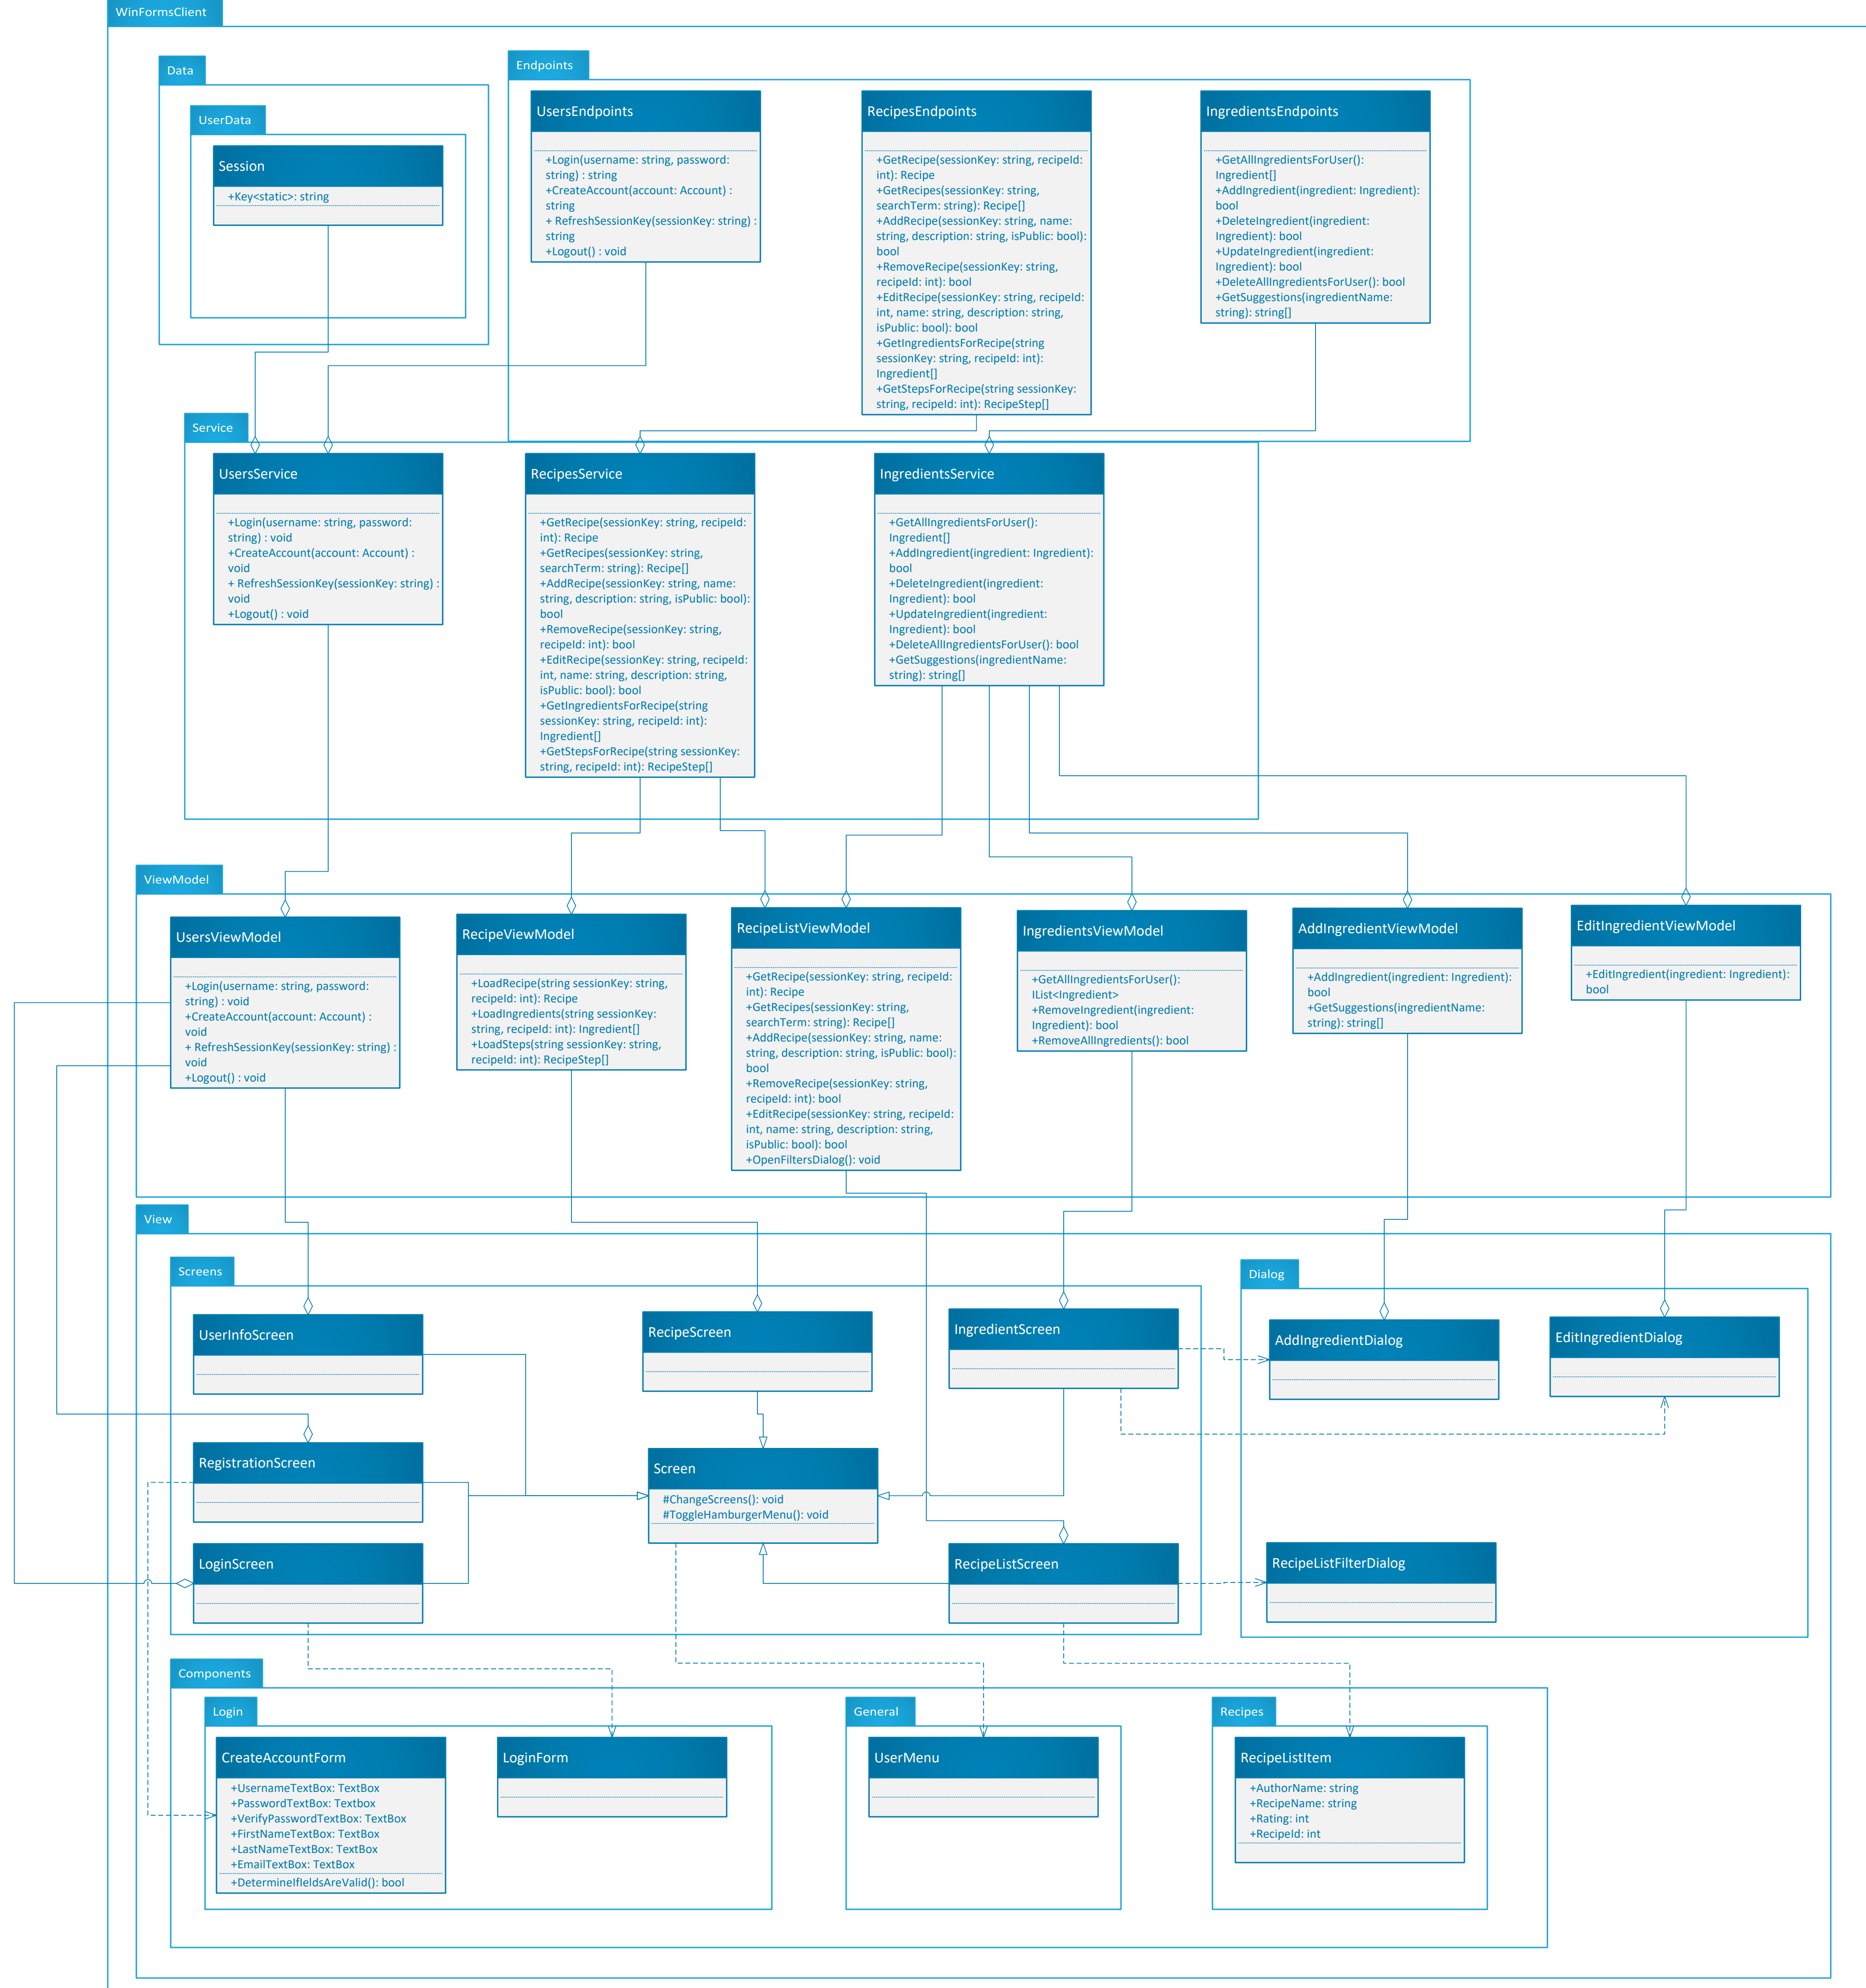 WinFormsClient
Data
UserData
Session
+Key<static>: string
Endpoints
UsersEndpoints
+Login(username: string, password:
string) : string
+CreateAccount(account: Account) :
string
+ RefreshSessionKey(sessionKey: string) :
string
+Logout() : void
RecipesEndpoints
+GetRecipe(sessionKey: string, recipeId:
int): Recipe
+GetRecipes(sessionKey: string,
searchTerm: string): Recipe[]
+AddRecipe(sessionKey: string, name:
string, description: string, isPublic: bool):
bool
+RemoveRecipe(sessionKey: string,
recipeId: int): bool
+EditRecipe(sessionKey: string, recipeId:
int, name: string, description: string,
isPublic: bool): bool
+GetIngredientsForRecipe(string
sessionKey: string, recipeId: int):
Ingredient[]
+GetStepsForRecipe(string sessionKey:
string, recipeId: int): RecipeStep[]
IngredientsEndpoints
+GetAllIngredientsForUser():
Ingredient[]
+AddIngredient(ingredient: Ingredient):
bool
+DeleteIngredient(ingredient:
Ingredient): bool
+UpdateIngredient(ingredient:
Ingredient): bool
+DeleteAllIngredientsForUser(): bool
+GetSuggestions(ingredientName:
string): string[]
Service
UsersService
+Login(username: string, password:
string) : void
+CreateAccount(account: Account) :
void
+ RefreshSessionKey(sessionKey: string) :
void
+Logout() : void
RecipesService
+GetRecipe(sessionKey: string, recipeId:
int): Recipe
+GetRecipes(sessionKey: string,
searchTerm: string): Recipe[]
+AddRecipe(sessionKey: string, name:
string, description: string, isPublic: bool):
bool
+RemoveRecipe(sessionKey: string,
recipeId: int): bool
+EditRecipe(sessionKey: string, recipeId:
int, name: string, description: string,
isPublic: bool): bool
+GetIngredientsForRecipe(string
sessionKey: string, recipeId: int):
Ingredient[]
+GetStepsForRecipe(string sessionKey:
string, recipeId: int): RecipeStep[]
IngredientsService
+GetAllIngredientsForUser():
Ingredient[]
+AddIngredient(ingredient: Ingredient):
bool
+DeleteIngredient(ingredient:
Ingredient): bool
+UpdateIngredient(ingredient:
Ingredient): bool
+DeleteAllIngredientsForUser(): bool
+GetSuggestions(ingredientName:
string): string[]
ViewModel
UsersViewModel
+Login(username: string, password:
string) : void
+CreateAccount(account: Account) :
void
+ RefreshSessionKey(sessionKey: string) :
void
+Logout() : void
RecipeViewModel
+LoadRecipe(string sessionKey: string,
recipeId: int): Recipe
+LoadIngredients(string sessionKey:
string, recipeId: int): Ingredient[]
+LoadSteps(string sessionKey: string,
recipeId: int): RecipeStep[]
RecipeListViewModel
+GetRecipe(sessionKey: string, recipeId:
int): Recipe
+GetRecipes(sessionKey: string,
searchTerm: string): Recipe[]
+AddRecipe(sessionKey: string, name:
string, description: string, isPublic: bool):
bool
+RemoveRecipe(sessionKey: string,
recipeId: int): bool
+EditRecipe(sessionKey: string, recipeId:
int, name: string, description: string,
isPublic: bool): bool
+OpenFiltersDialog(): void
IngredientsViewModel
+GetAllIngredientsForUser():
IList<Ingredient>
+RemoveIngredient(ingredient:
Ingredient): bool
+RemoveAllIngredients(): bool
AddIngredientViewModel
+AddIngredient(ingredient: Ingredient):
bool
+GetSuggestions(ingredientName:
string): string[]
EditIngredientViewModel
+EditIngredient(ingredient: Ingredient):
bool
View
Screens
UserInfoScreen
RecipeScreen
IngredientScreen
RegistrationScreen
Screen
#ChangeScreens(): void
#ToggleHamburgerMenu(): void
LoginScreen
RecipeListScreen
Dialog
AddIngredientDialog
EditIngredientDialog
RecipeListFilterDialog
Components
Login
CreateAccountForm
+UsernameTextBox: TextBox
+PasswordTextBox: Textbox
+VerifyPasswordTextBox: TextBox
+FirstNameTextBox: TextBox
+LastNameTextBox: TextBox
+EmailTextBox: TextBox
+DetermineIfIeldsAreValid(): bool
LoginForm
General
UserMenu
Recipes
RecipeListItem
+AuthorName: string
+RecipeName: string
+Rating: int
+RecipeId: int